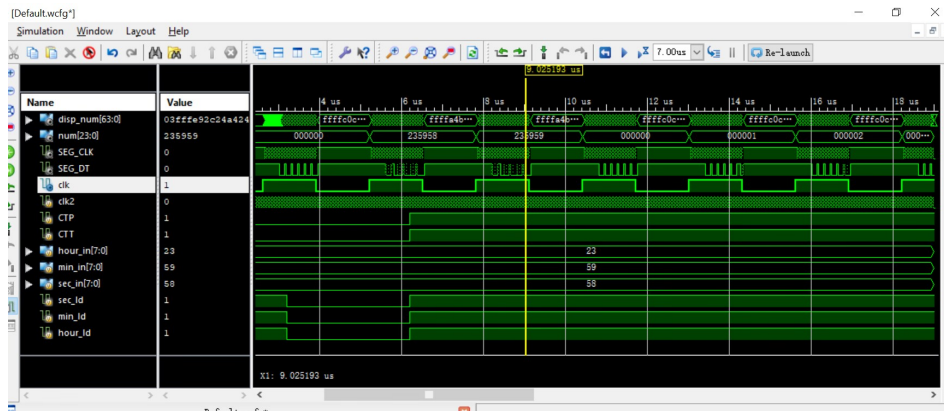 [Default.wcfg*]
Simulation Window Layout Help
7.00us Re-launch
9.025193 us
Name Value
4 us 6 us 8 us 10 us 12 us 14 us 16 us 18 us
disp_num[63:0] 03fffe92c24a424 ffffc0c··· ffffa4b··· ffffa4b··· ffffc0c··· ffffc0c··· ffffc0c···
num[23:0] 235959 000000 235958 235959 000000 000001 000002 000···
SEG_CLK 0
SEG_DT 0
clk 1
clk2 0
CTP 1
CTT 1
hour_in[7:0] 23 23
min_in[7:0] 59 59
sec_in[7:0] 58 58
sec_ld 1
min_ld 1
hour_ld 1
X1: 9.025193 us